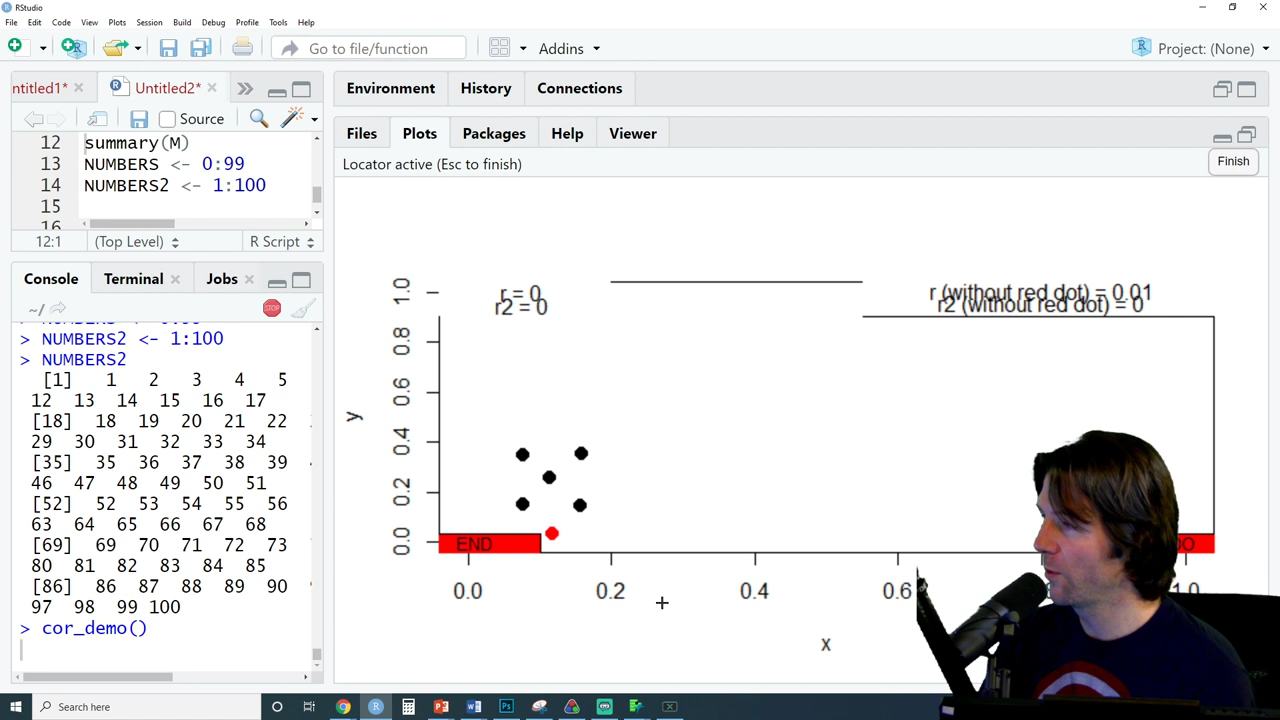 RStudio
File Edit Code View Plots Session Build Debug Profile Tools Help
Go to file/function Addins Project: (None)
ntitled1* Untitled2*
Source
12 summary(M)
13 NUMBERS <- 0:99
14 NUMBERS2 <- 1:100
15
16
12:1 (Top Level) R Script
Console Terminal Jobs
~/
> NUMBERS2 <- 1:100
> NUMBERS2
[1] 1 2 3 4 5
12 13 14 15 16 17
[18] 18 19 20 21 22
29 30 31 32 33 34
[35] 35 36 37 38 39
46 47 48 49 50 51
[52] 52 53 54 55 56
63 64 65 66 67 68
[69] 69 70 71 72 73
80 81 82 83 84 85
[86] 86 87 88 89 90
97 98 99 100
> cor_demo()
Environment History Connections
Files Plots Packages Help Viewer
Locator active (Esc to finish) Finish
r = 0
r2 = 0
r (without red dot) = 0.01
r2 (without red dot) = 0
1.0
0.8
0.6
0.4
0.2
0.0
y
END
0.0 0.2 0.4 0.6 1.0
x
Search here